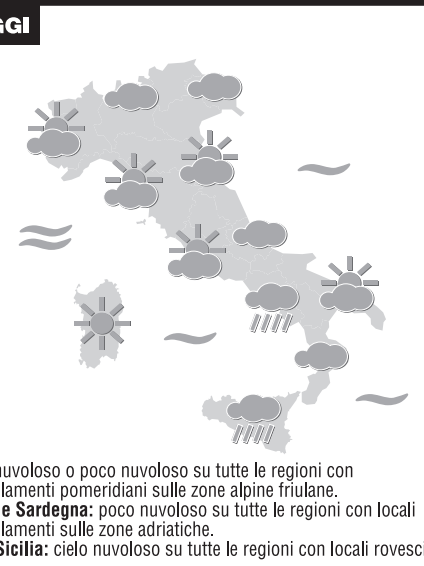 GGI
nuvoloso o poco nuvoloso su tutte le regioni con
lamenti pomeridiani sulle zone alpine friulane.
e Sardegna: poco nuvoloso su tutte le regioni con locali
lamenti sulle zone adriatiche.
Sicilia: cielo nuvoloso su tutte le regioni con locali rovesci